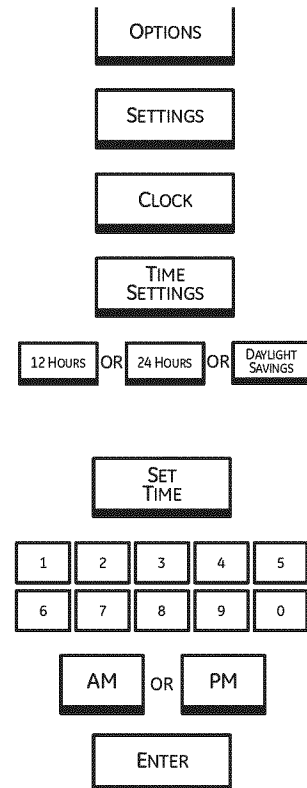 OPTIONS
SETTINGS
CLOCK
TIME
SETTINGS
12 HOURS OR 24 HOURS OR DAYLIGHT
SAVINGS
SET
TIME
1 2 3 4 5
6 7 8 9 0
AM OR PM
ENTER